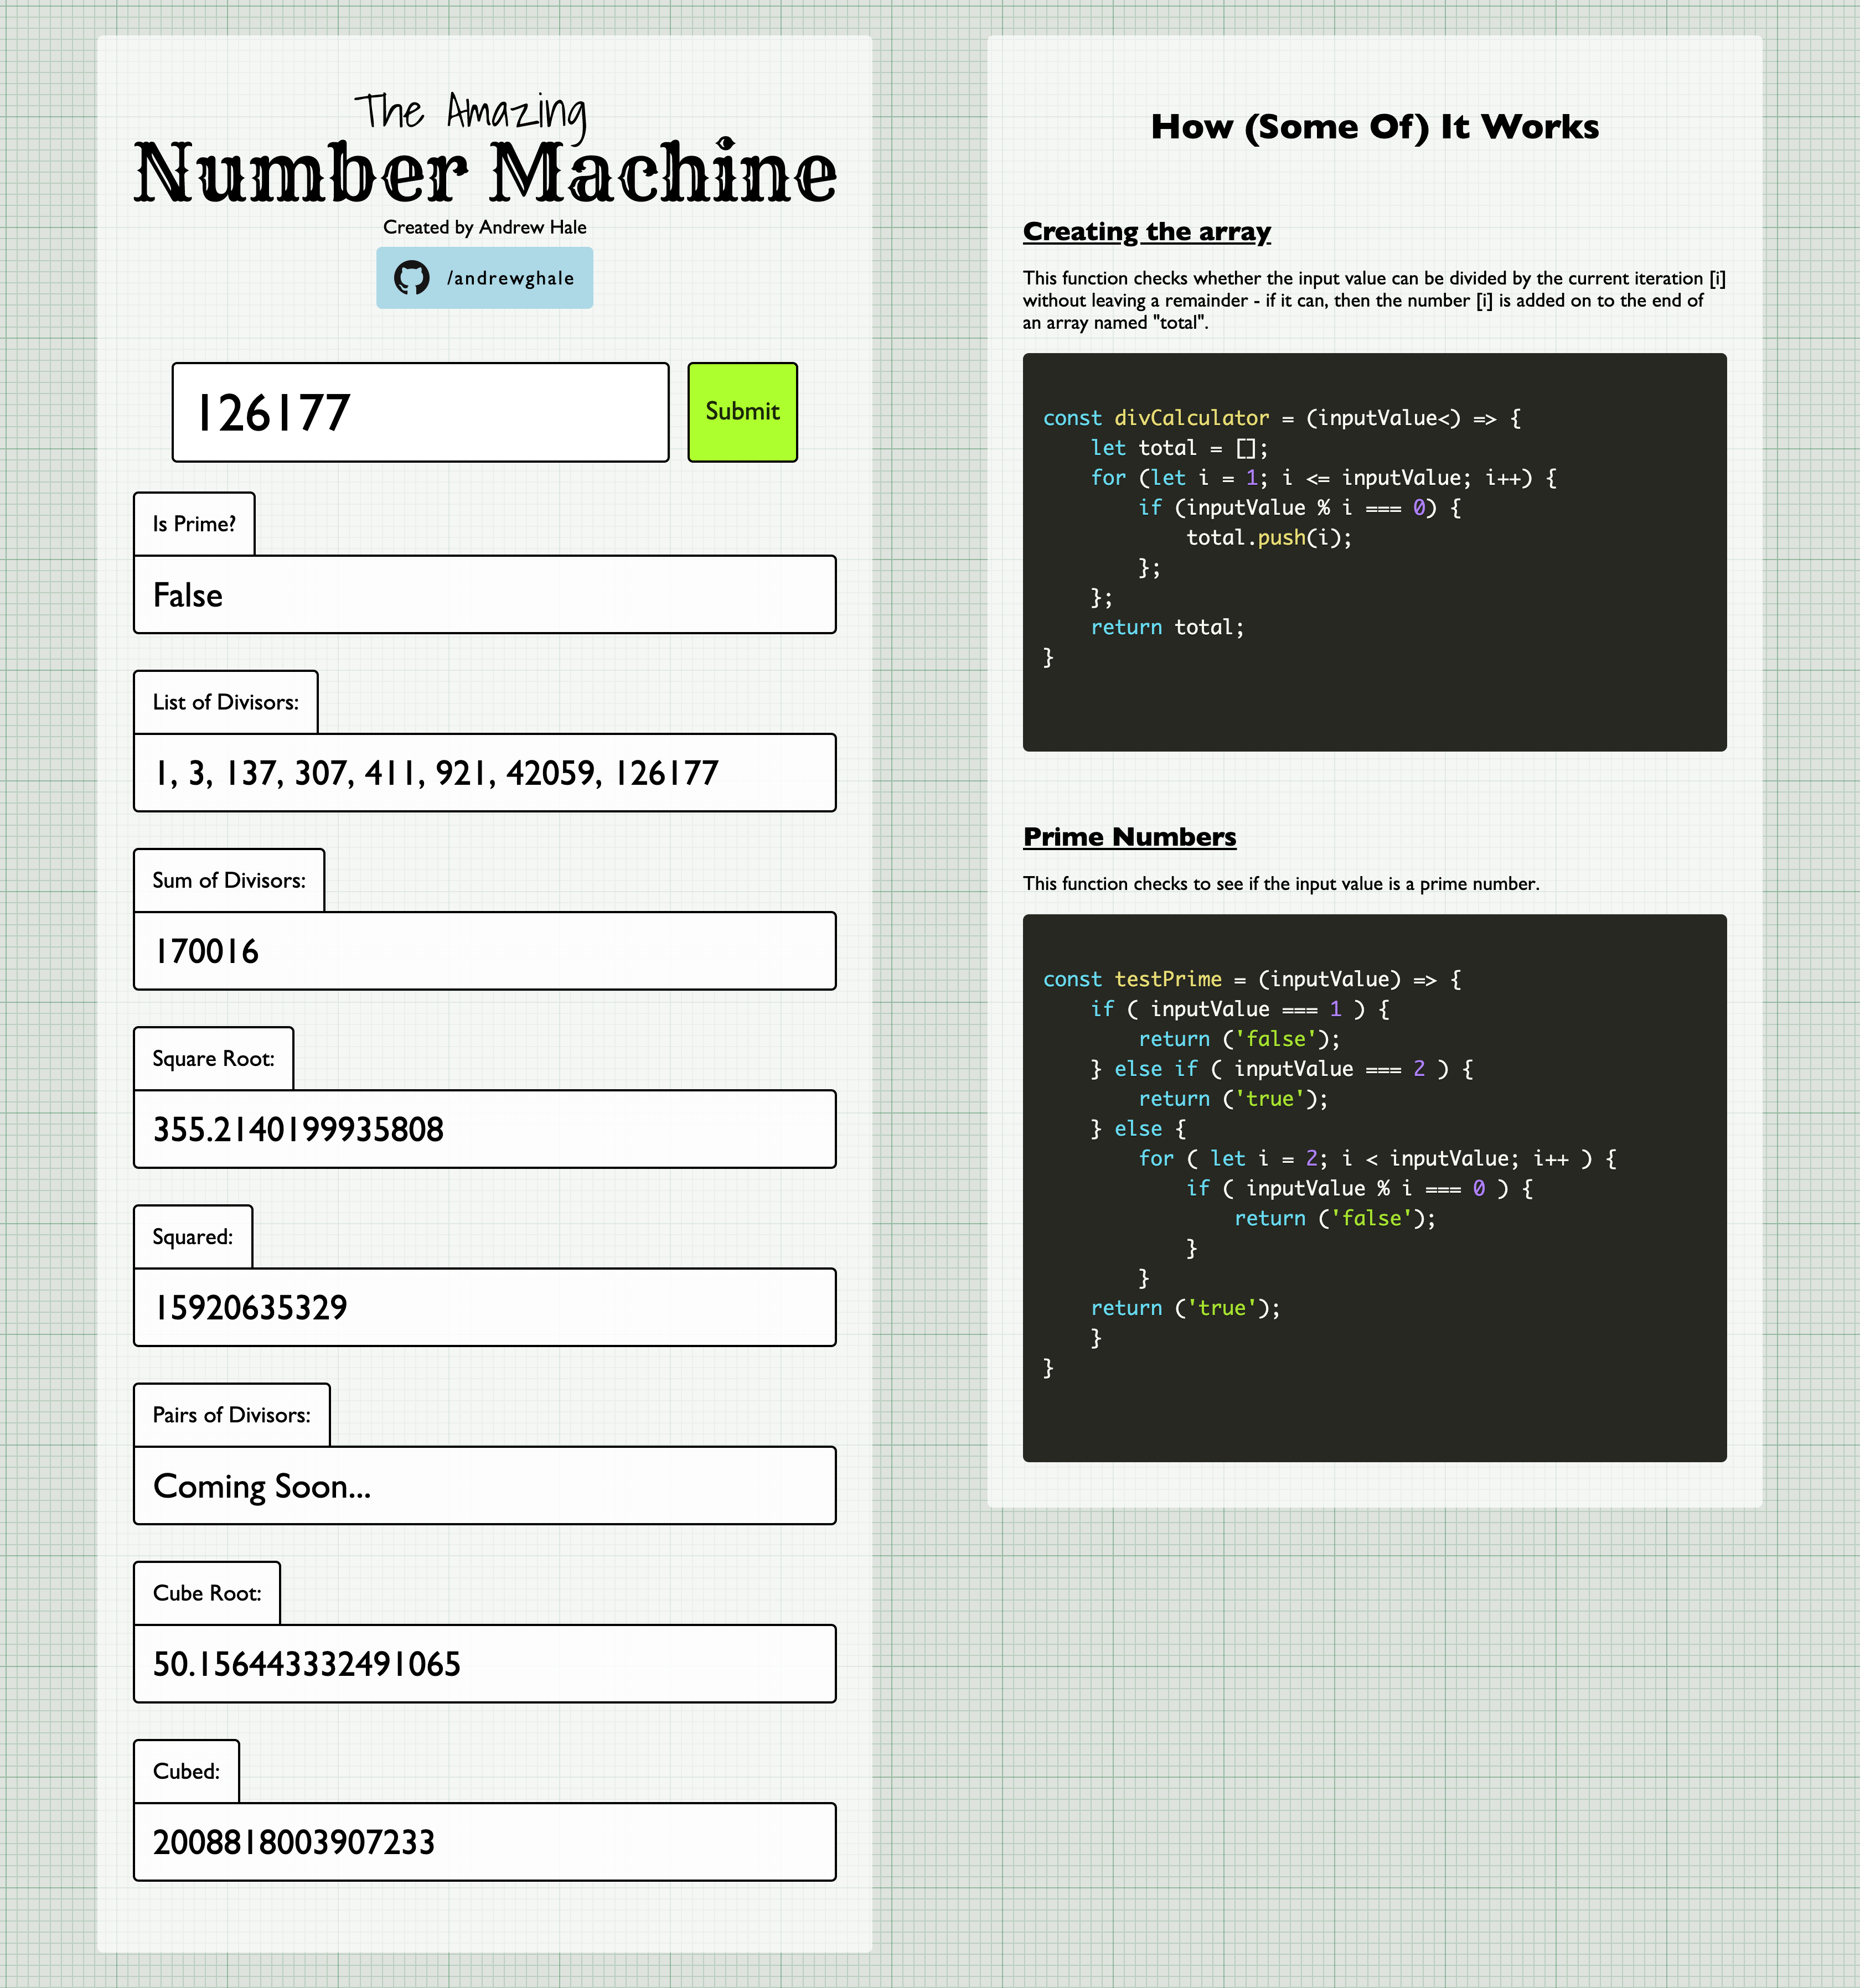 The Amazing
Number Machine
Created by Andrew Hale
/andrewghale
126177
Submit
Is Prime?
False
List of Divisors:
1, 3, 137, 307, 411, 921, 42059, 126177
Sum of Divisors:
170016
Square Root:
355.2140199935808
Squared:
15920635329
Pairs of Divisors:
Coming Soon...
Cube Root:
50.156443332491065
Cubed:
2008818003907233
How (Some Of) It Works
Creating the array
This function checks whether the input value can be divided by the current iteration [i]
without leaving a remainder - if it can, then the number [i] is added on to the end of
an array named "total".
const divCalculator = (inputValue<) => {
    let total = [];
    for (let i = 1; i <= inputValue; i++) {
        if (inputValue % i === 0) {
            total.push(i);
        };
    };
    return total;
}
Prime Numbers
This function checks to see if the input value is a prime number.
const testPrime = (inputValue) => {
    if ( inputValue === 1 ) {
        return ('false');
    } else if ( inputValue === 2 ) {
        return ('true');
    } else {
        for ( let i = 2; i < inputValue; i++ ) {
            if ( inputValue % i === 0 ) {
                return ('false');
            }
        }
    return ('true');
    }
}